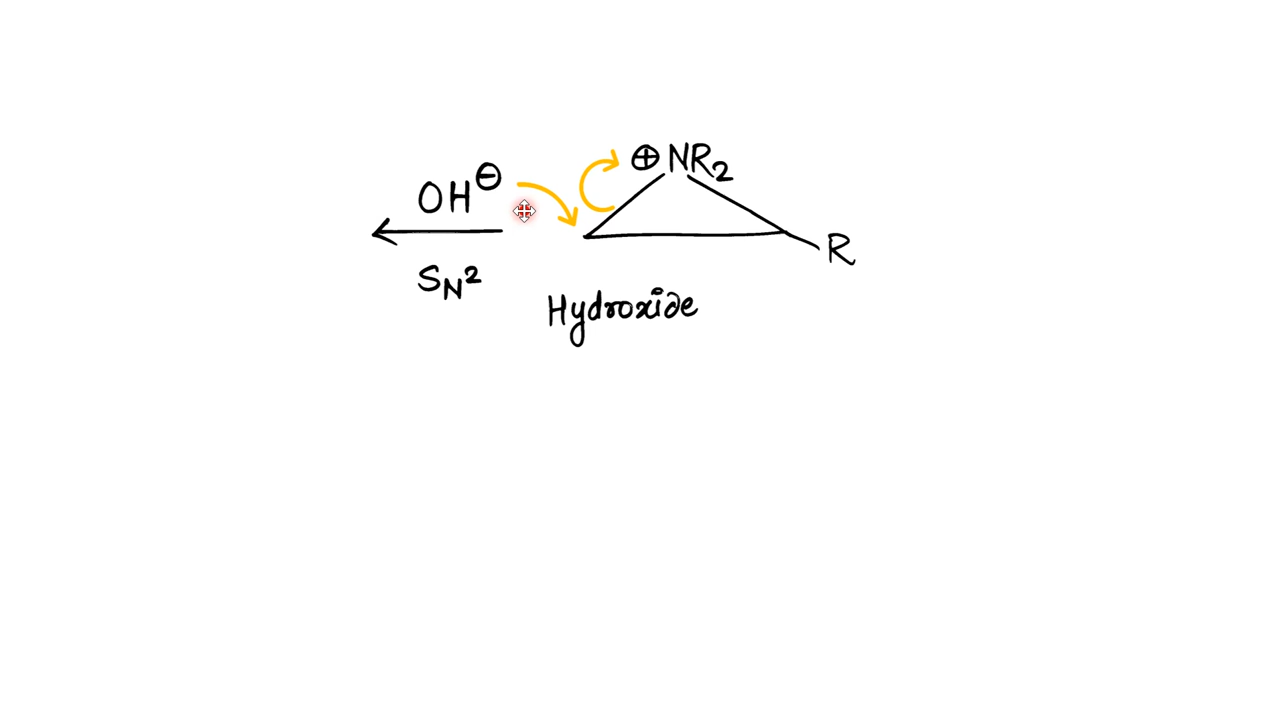 OH⊖
⊕NR₂
R
SN2
Hydroxide